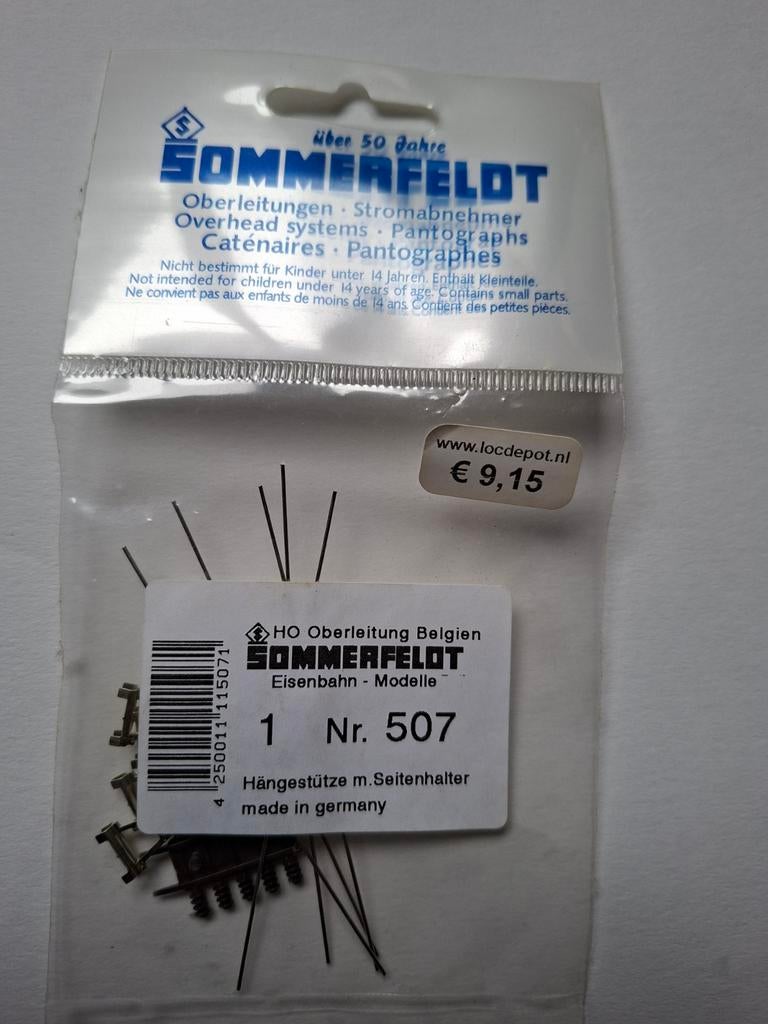 S
über 50 Jahre
SOMMERFELDT
Oberleitungen · Stromabnehmer
Overhead systems · Pantographs
Caténaires · Pantographes
Nicht bestimmt für Kinder unter 14 Jahren. Enthält Kleinteile.
Not intended for children under 14 years of age. Contains small parts.
Ne convient pas aux enfants de moins de 14 ans. Contient des petites pièces.
www.locdepot.nl
€ 9,15
S HO Oberleitung Belgien
SOMMERFELDT
Eisenbahn - Modelle
1 Nr. 507
Hängestütze m.Seitenhalter
made in germany
4 250011 115071